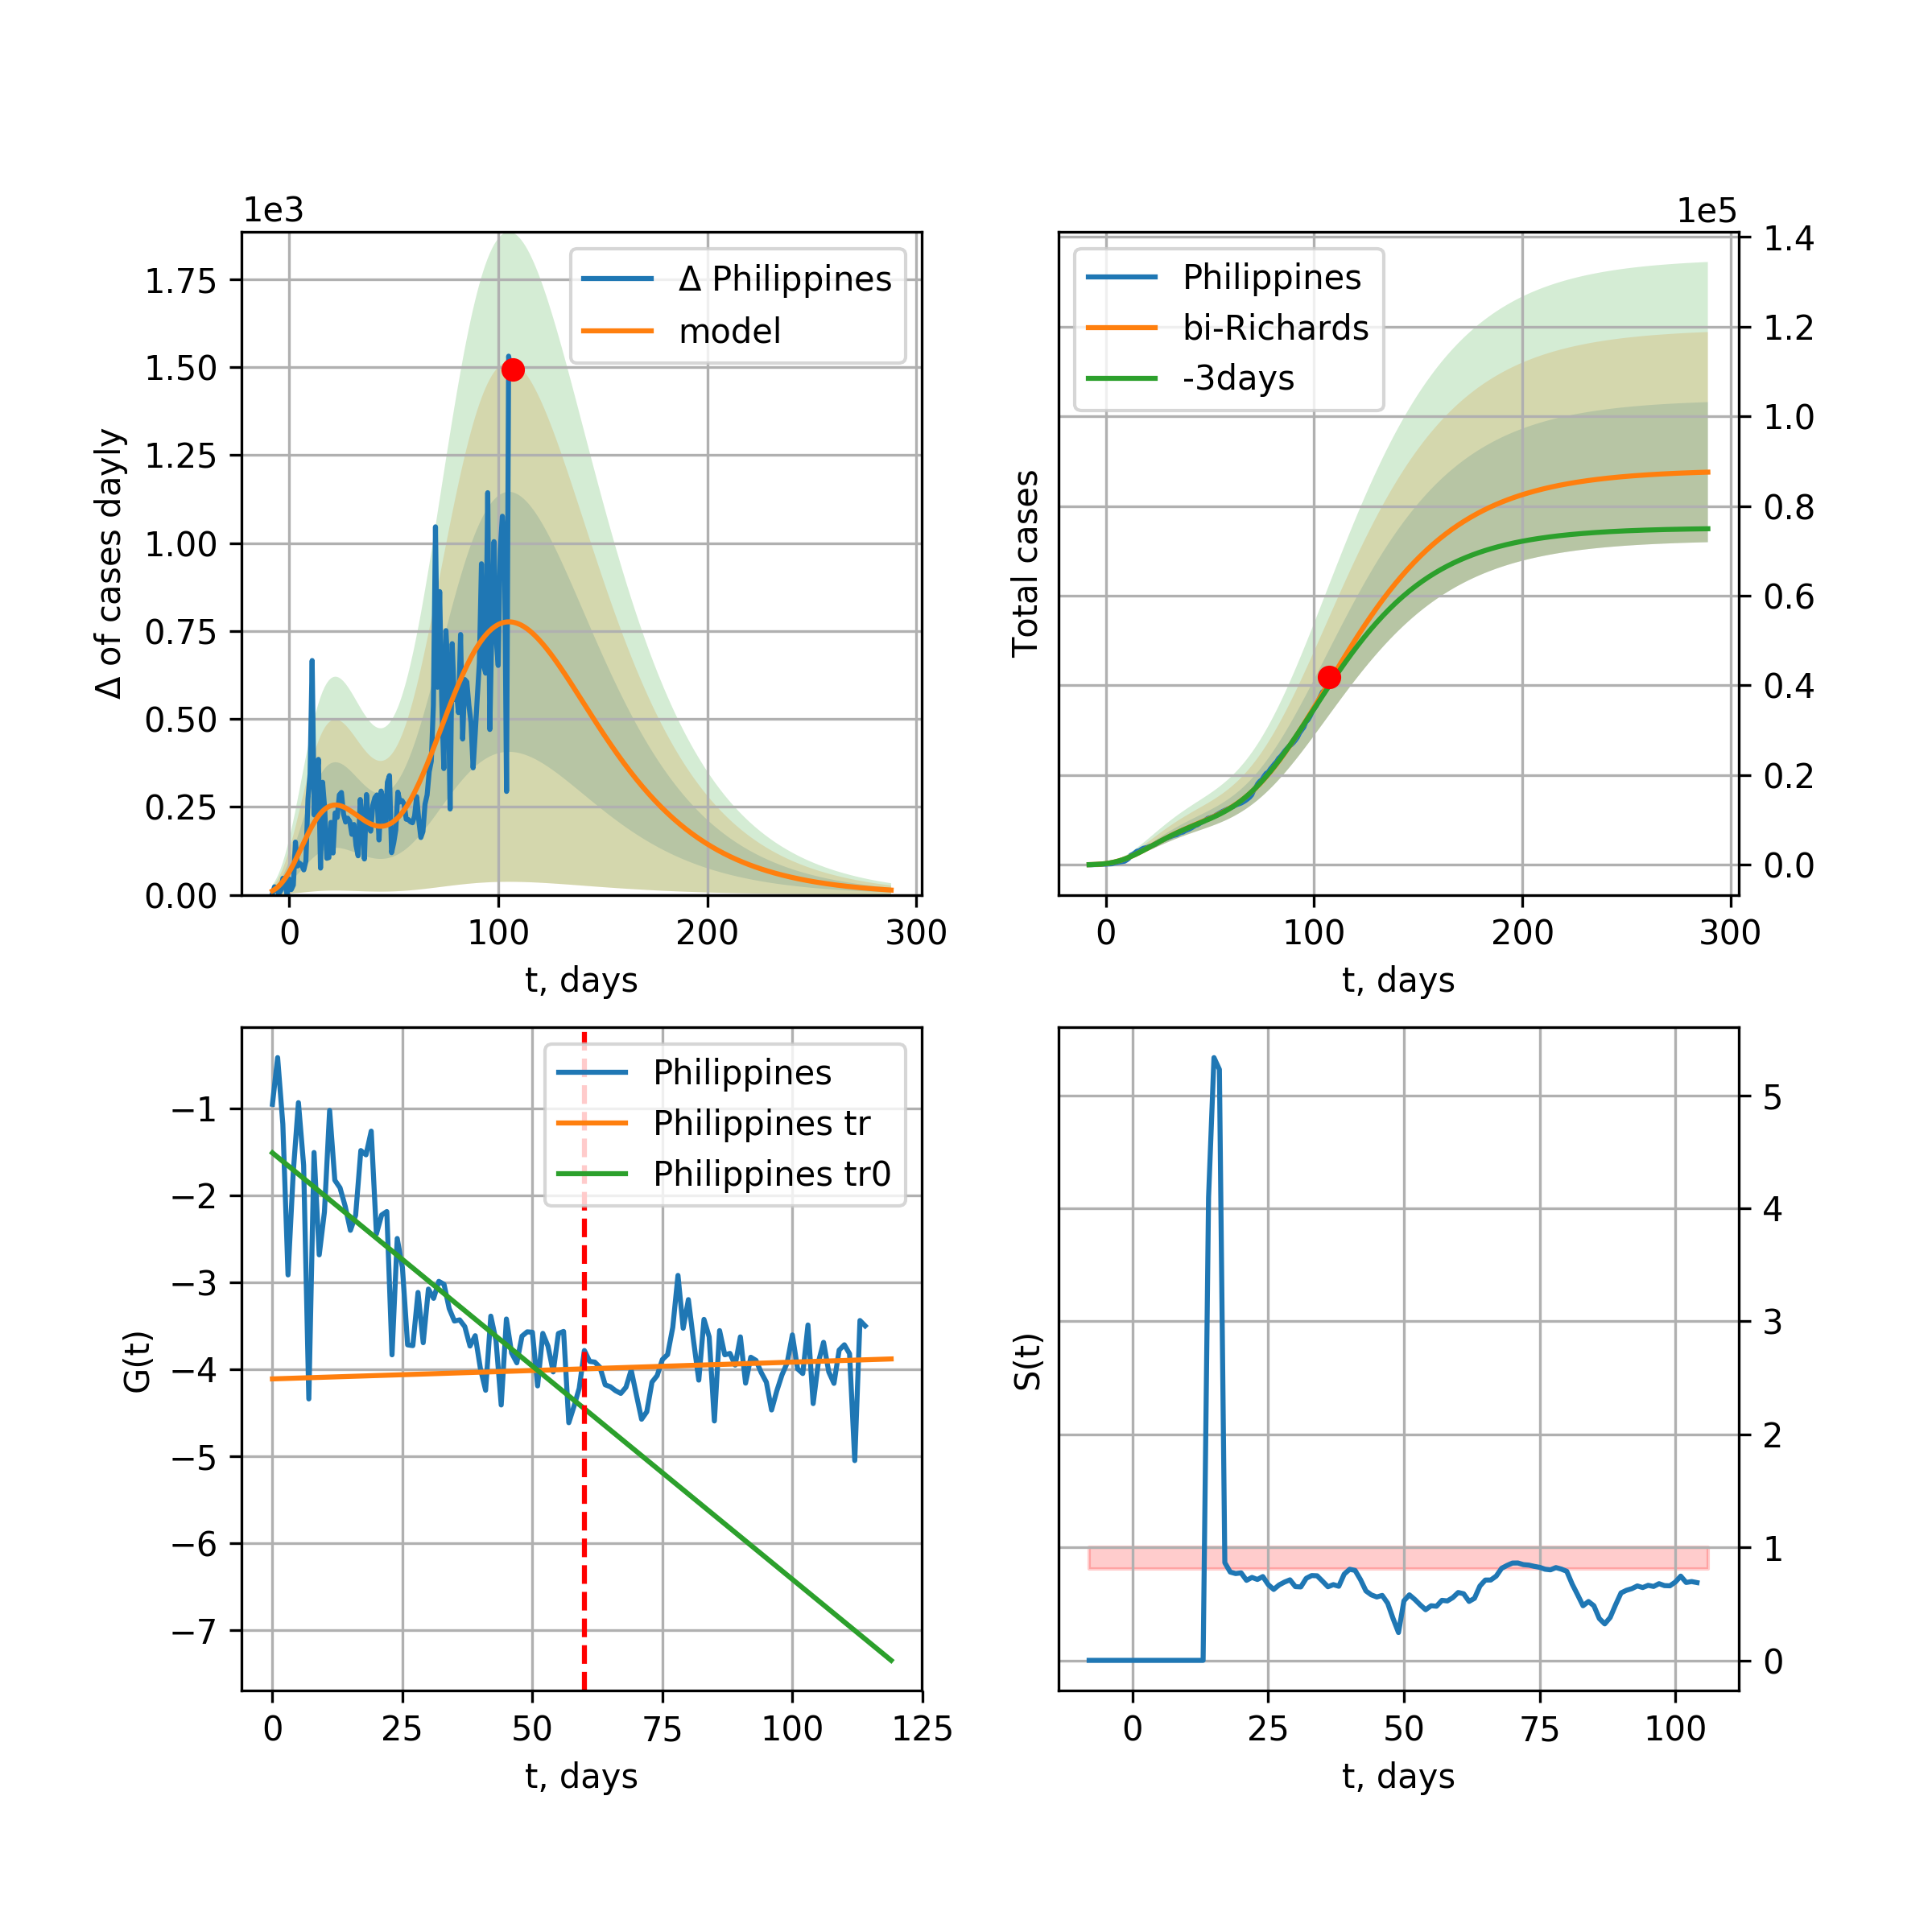 1e3
Δ of cases dayly
1.75
1.50
1.25
1.00
0.75
0.50
0.25
0.00
Δ Philippines
model
0 100 200 300
t, days
1e5
Total cases
Philippines
bi-Richards
-3days
1.4
1.2
1.0
0.8
0.6
0.4
0.2
0.0
0 100 200 300
t, days
G(t)
−1
−2
−3
−4
−5
−6
−7
Philippines
Philippines tr
Philippines tr0
0 25 50 75 100 125
t, days
S(t)
5
4
3
2
1
0
0 25 50 75 100
t, days